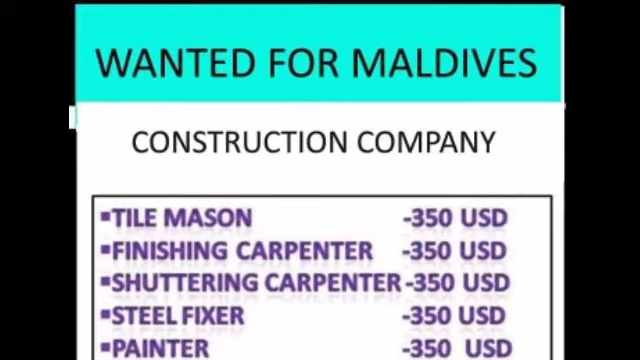 WANTED FOR MALDIVES
CONSTRUCTION COMPANY
▪TILE MASON -350 USD
▪FINISHING CARPENTER -350 USD
▪SHUTTERING CARPENTER -350 USD
▪STEEL FIXER -350 USD
▪PAINTER -350 USD